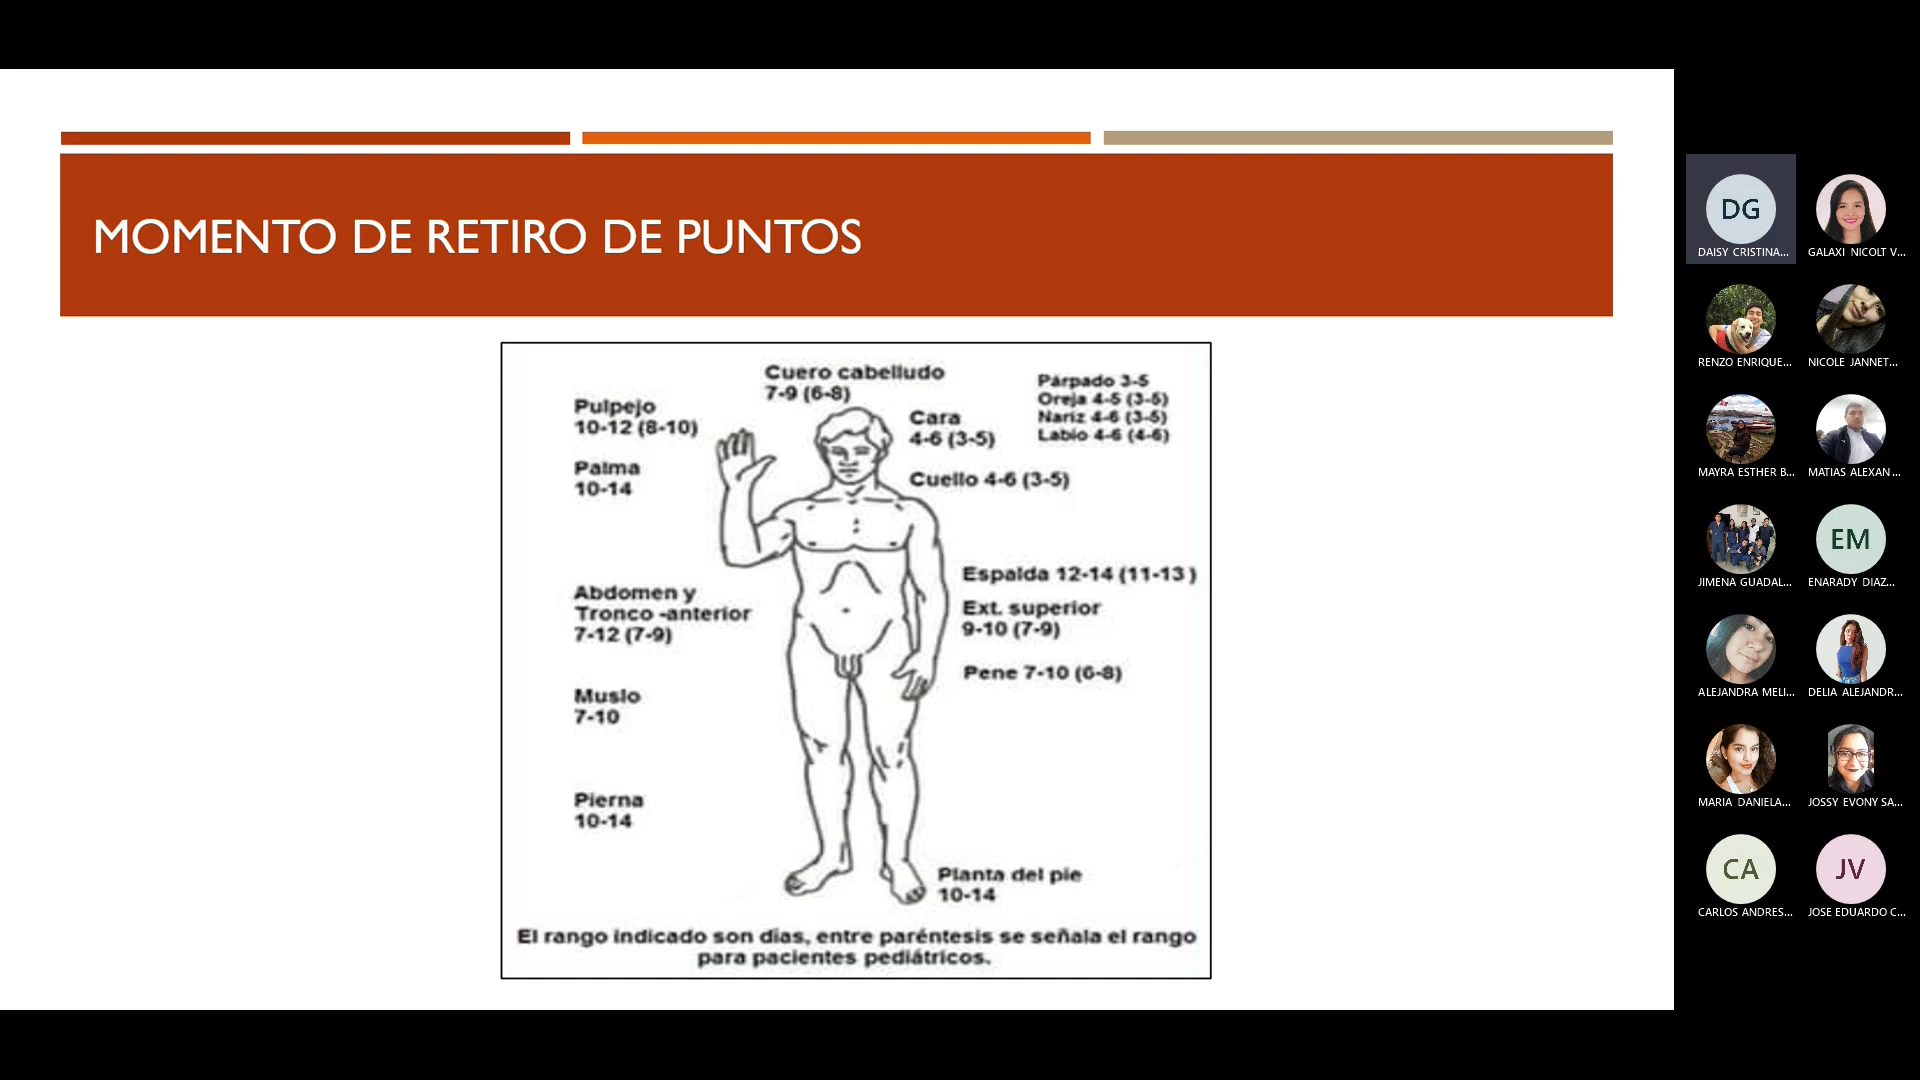 MOMENTO DE RETIRO DE PUNTOS
Cuero cabelludo
7-9 (6-8)
Párpado 3-5
Oreja 4-5 (3-5)
Nariz 4-6 (3-5)
Labio 4-6 (4-6)
Pulpejo
10-12 (8-10)
Cara
4-6 (3-5)
Palma
10-14
Cuello 4-6 (3-5)
Espalda 12-14 (11-13)
Abdomen y
Tronco -anterior
7-12 (7-9)
Ext. superior
9-10 (7-9)
Pene 7-10 (6-8)
Muslo
7-10
Pierna
10-14
Planta del pie
10-14
El rango indicado son días, entre paréntesis se señala el rango
para pacientes pediátricos.
DG
DAISY CRISTINA...
GALAXI NICOLT V...
RENZO ENRIQUE...
NICOLE JANNET...
MAYRA ESTHER B...
MATIAS ALEXAN...
JIMENA GUADAL...
EM
ENARADY DIAZ...
ALEJANDRA MELI...
DELIA ALEJANDR...
MARIA DANIELA...
JOSSY EVONY SA...
CA
CARLOS ANDRES...
JV
JOSE EDUARDO C...